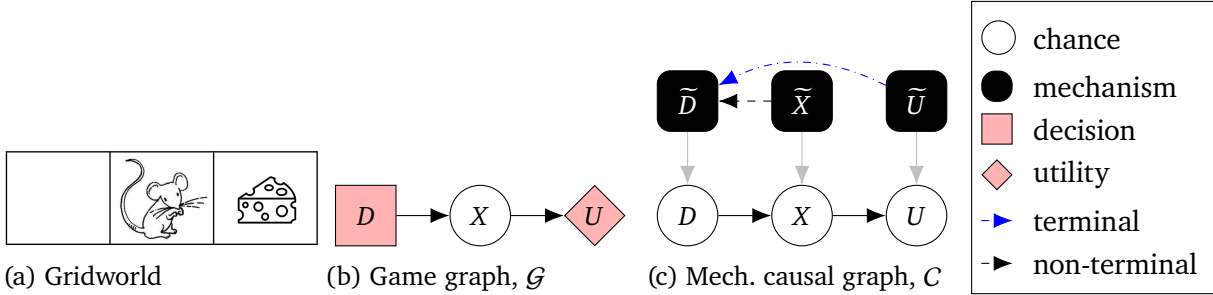 D
X
U
D̃
X̃
Ũ
D
X
U
chance
mechanism
decision
utility
terminal
non-terminal
(a) Gridworld
(b) Game graph, 𝒢
(c) Mech. causal graph, 𝒞